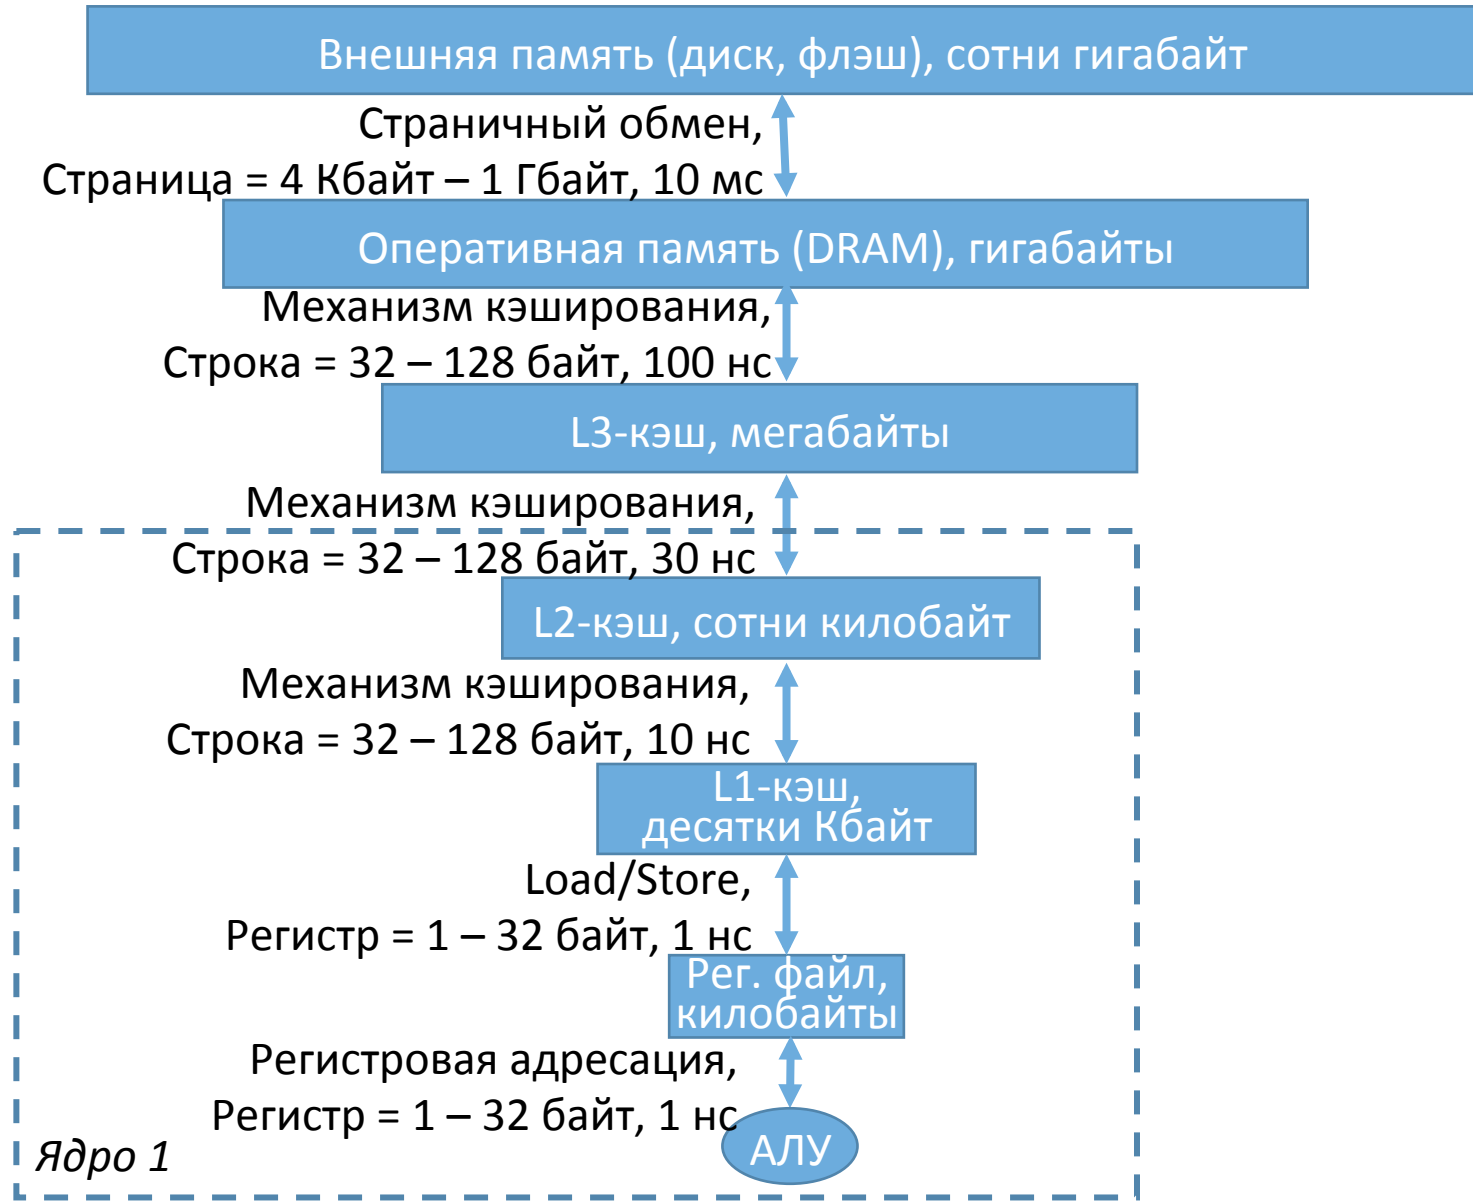 Внешняя память (диск, флэш), сотни гигабайт
Страничный обмен,
Страница = 4 Кбайт – 1 Гбайт, 10 мс
Оперативная память (DRAM), гигабайты
Механизм кэширования,
Строка = 32 – 128 байт, 100 нс
L3-кэш, мегабайты
Механизм кэширования,
Строка = 32 – 128 байт, 30 нс
L2-кэш, сотни килобайт
Механизм кэширования,
Строка = 32 – 128 байт, 10 нс
L1-кэш,
десятки Кбайт
Load/Store,
Регистр = 1 – 32 байт, 1 нс
Рег. файл,
килобайты
Регистровая адресация,
Регистр = 1 – 32 байт, 1 нс
АЛУ
Ядро 1